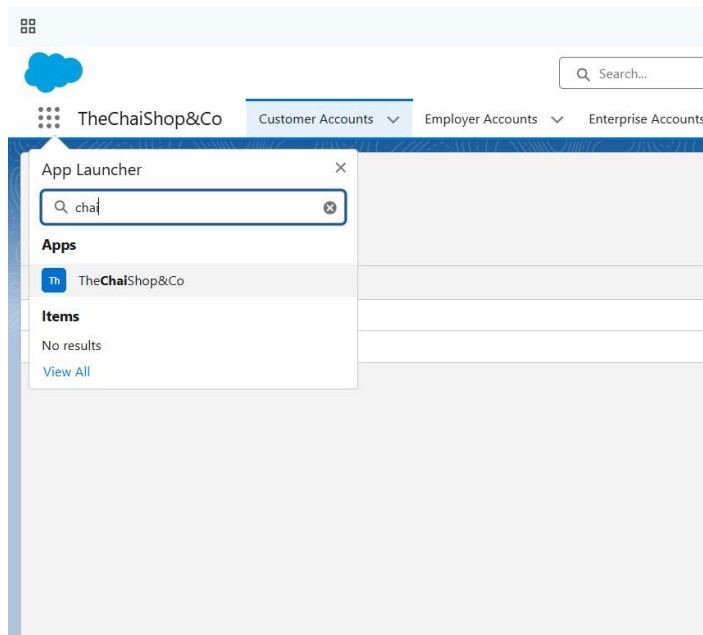 Search...
TheChaiShop&Co Customer Accounts Employer Accounts Enterprise Accounts
App Launcher
chai
Apps
Th TheChaiShop&Co
Items
No results
View All